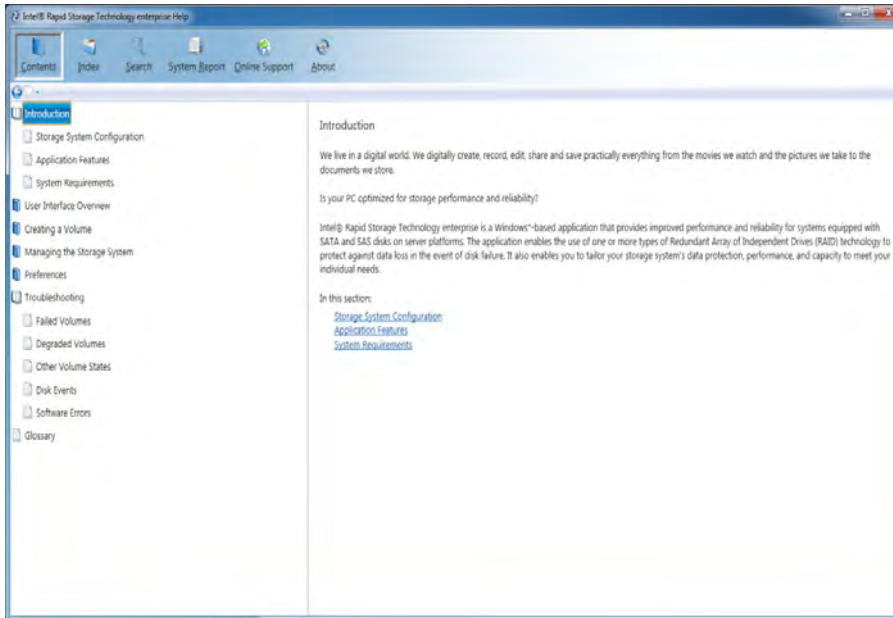 Intel® Rapid Storage Technology enterprise Help
Contents Index Search System Report Online Support About
Introduction
Storage System Configuration
Application Features
System Requirements
User Interface Overview
Creating a Volume
Managing the Storage System
Preferences
Troubleshooting
Failed Volumes
Degraded Volumes
Other Volume States
Disk Events
Software Errors
Glossary
Introduction
We live in a digital world. We digitally create, record, edit, share and save practically everything from the movies we watch and the pictures we take to the
documents we store.
Is your PC optimized for storage performance and reliability?
Intel® Rapid Storage Technology enterprise is a Windows*-based application that provides improved performance and reliability for systems equipped with
SATA and SAS disks on server platforms. The application enables the use of one or more types of Redundant Array of Independent Drives (RAID) technology to
protect against data loss in the event of disk failure. It also enables you to tailor your storage system's data protection, performance, and capacity to meet your
individual needs.
In this section:
Storage System Configuration
Application Features
System Requirements